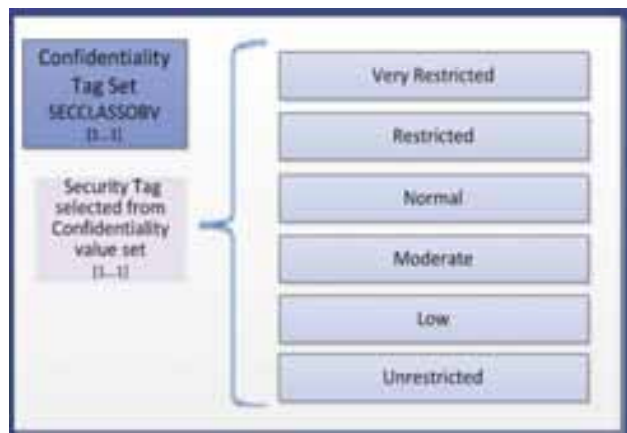 Confidentiality
Tag Set
SECCLASSOBV
[1...1]
Security Tag
selected from
Confidentiality
value set
[1...1]
Very Restricted
Restricted
Normal
Moderate
Low
Unrestricted